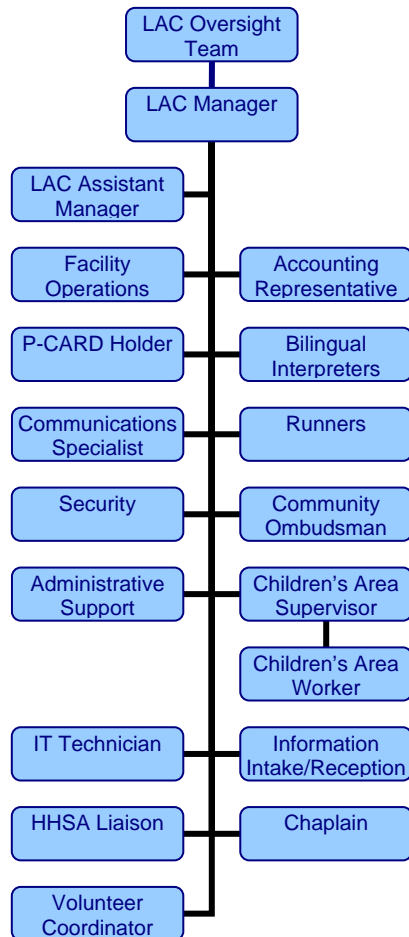 LAC Oversight
Team
LAC Manager
LAC Assistant
Manager
Facility
Operations
Accounting
Representative
P-CARD Holder
Bilingual
Interpreters
Communications
Specialist
Runners
Security
Community
Ombudsman
Administrative
Support
Children’s Area
Supervisor
Children’s Area
Worker
IT Technician
Information
Intake/Reception
HHSA Liaison
Chaplain
Volunteer
Coordinator